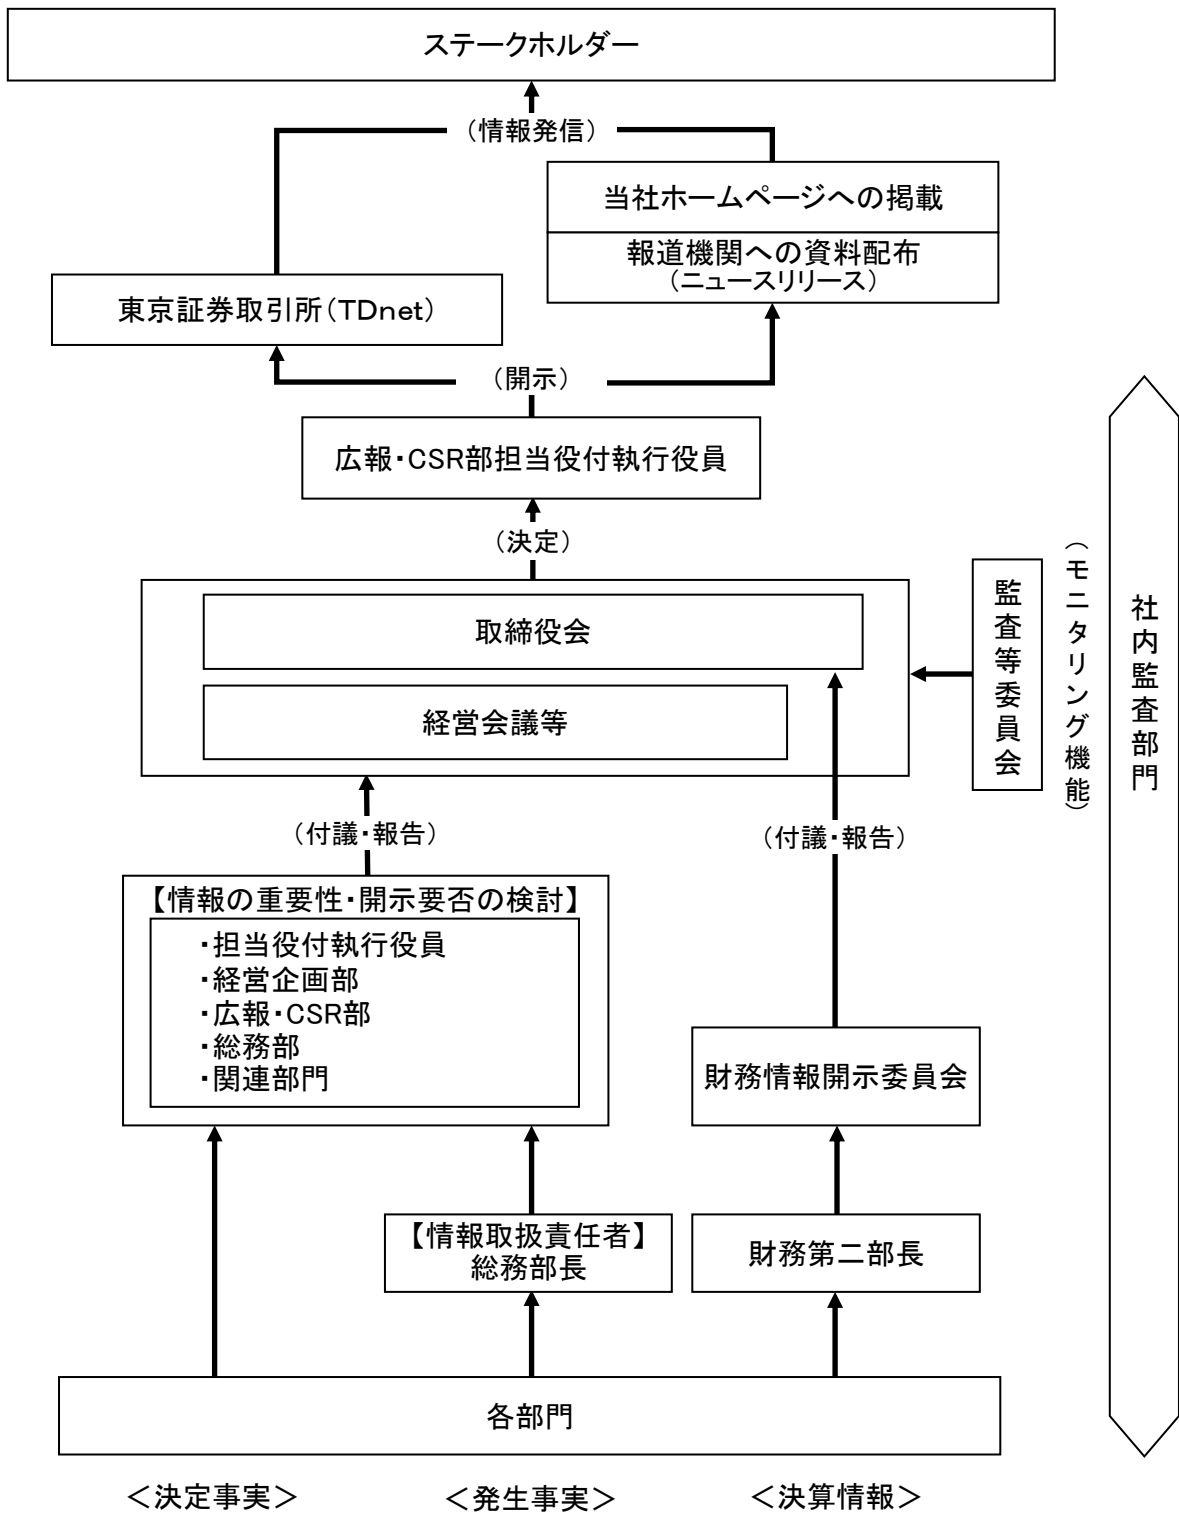 ステークホルダー
（情報発信）
当社ホームページへの掲載
報道機関への資料配布
（ニュースリリース）
東京証券取引所（TDnet）
（開示）
広報・CSR部担当役付執行役員
（決定）
取締役会
経営会議等
監査等委員会
（モニタリング機能）
社内監査部門
（付議・報告）
（付議・報告）
【情報の重要性・開示要否の検討】
・担当役付執行役員
・経営企画部
・広報・CSR部
・総務部
・関連部門
財務情報開示委員会
【情報取扱責任者】
総務部長
財務第二部長
各部門
＜決定事実＞
＜発生事実＞
＜決算情報＞